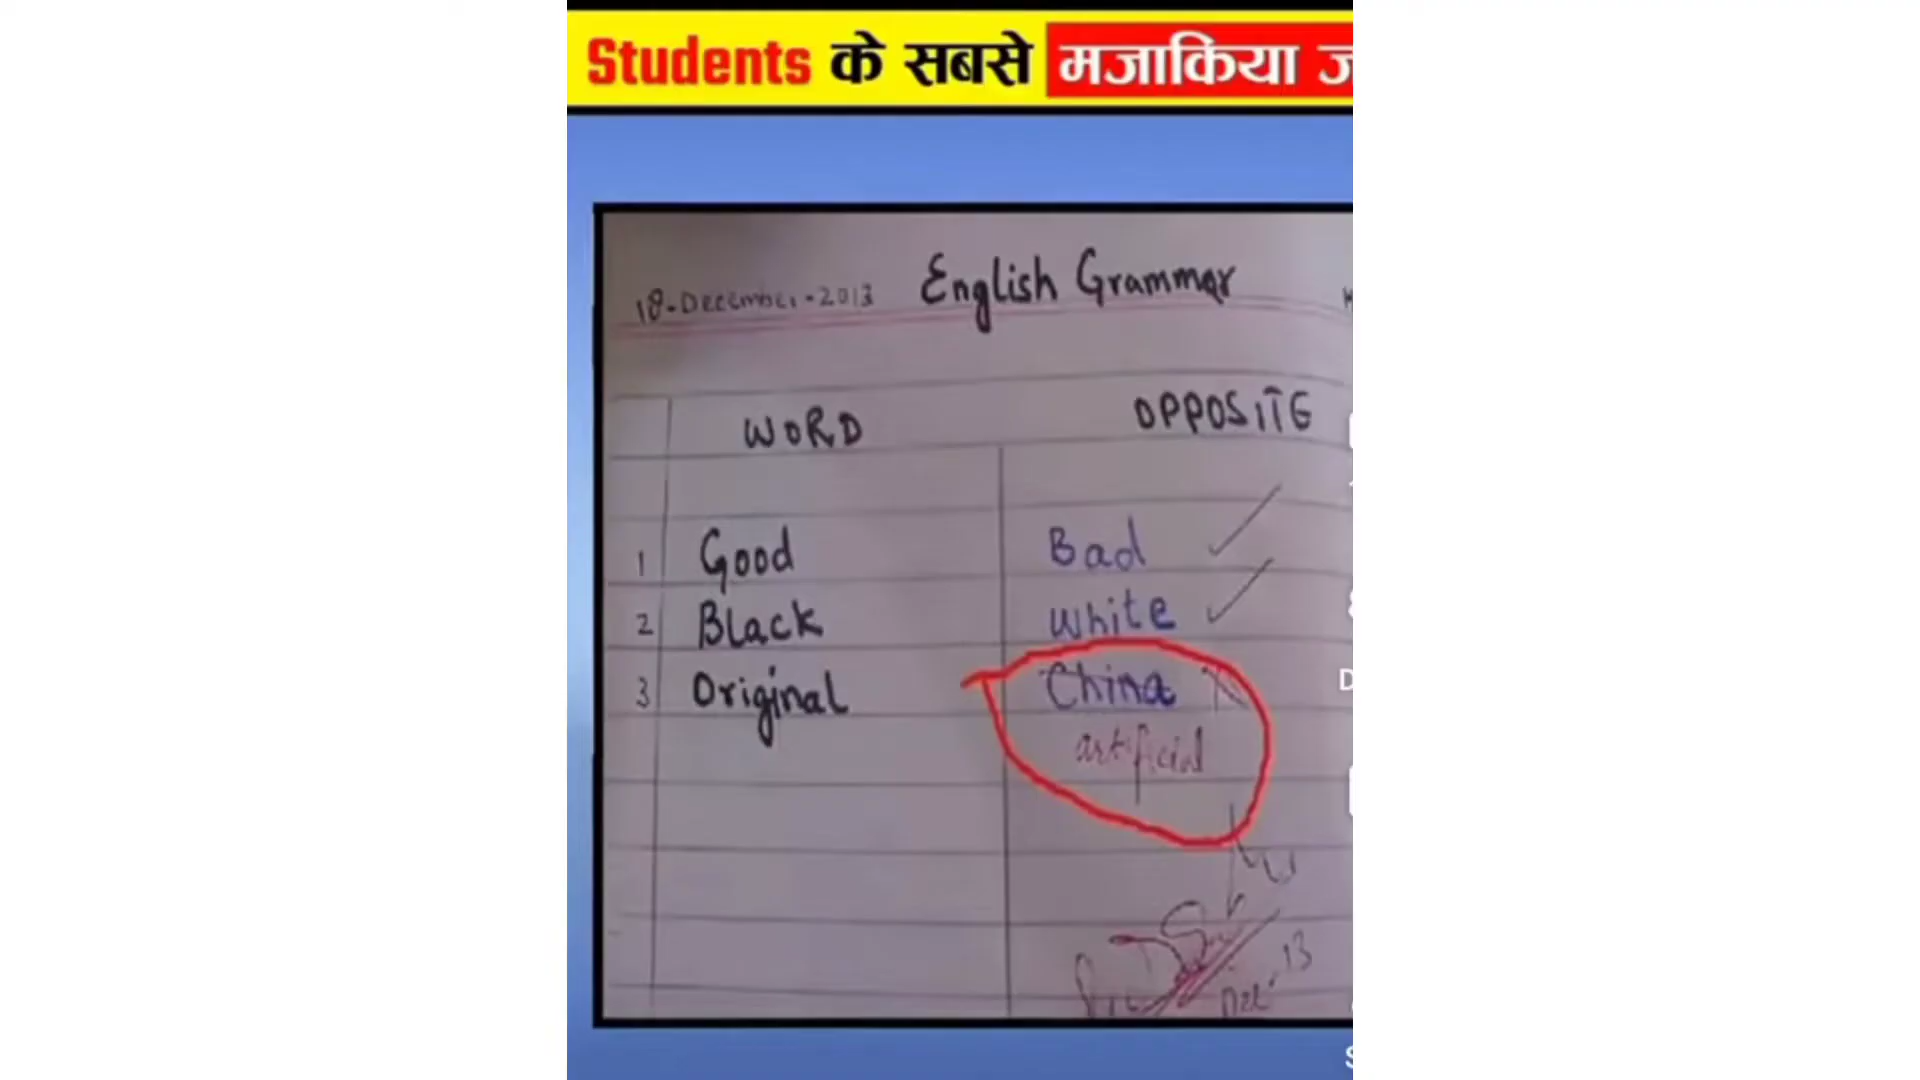 Students के सबसे मजाकिया
18-December-2013 English Grammar
WORD OPPOSITE
1 Good Bad
2 Black White
3 Original China
artificial
13